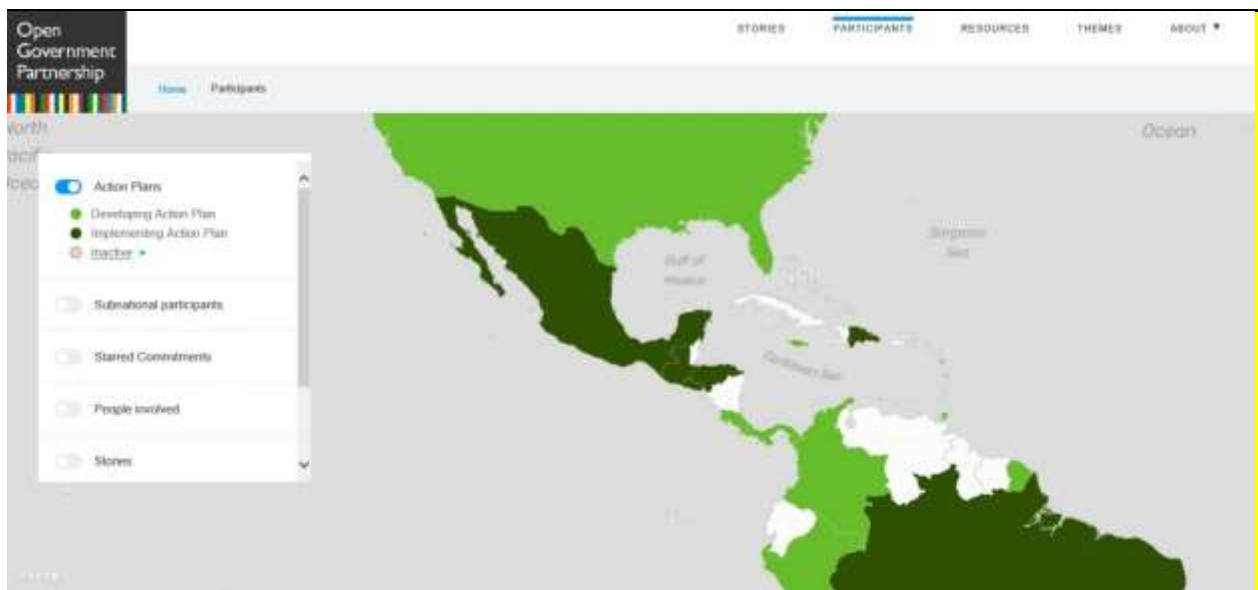 Open
Government
Partnership
STORIES PARTICIPANTS RESOURCES THEMES ABOUT
Home Participants
North
Ocean
Action Plans
Developing Action Plan
Implementing Action Plan
Inactive
Subnational participants
Starred Commitments
People involved
Stories
Gulf of
Mexico
Sargasso
Sea
Caribbean Sea